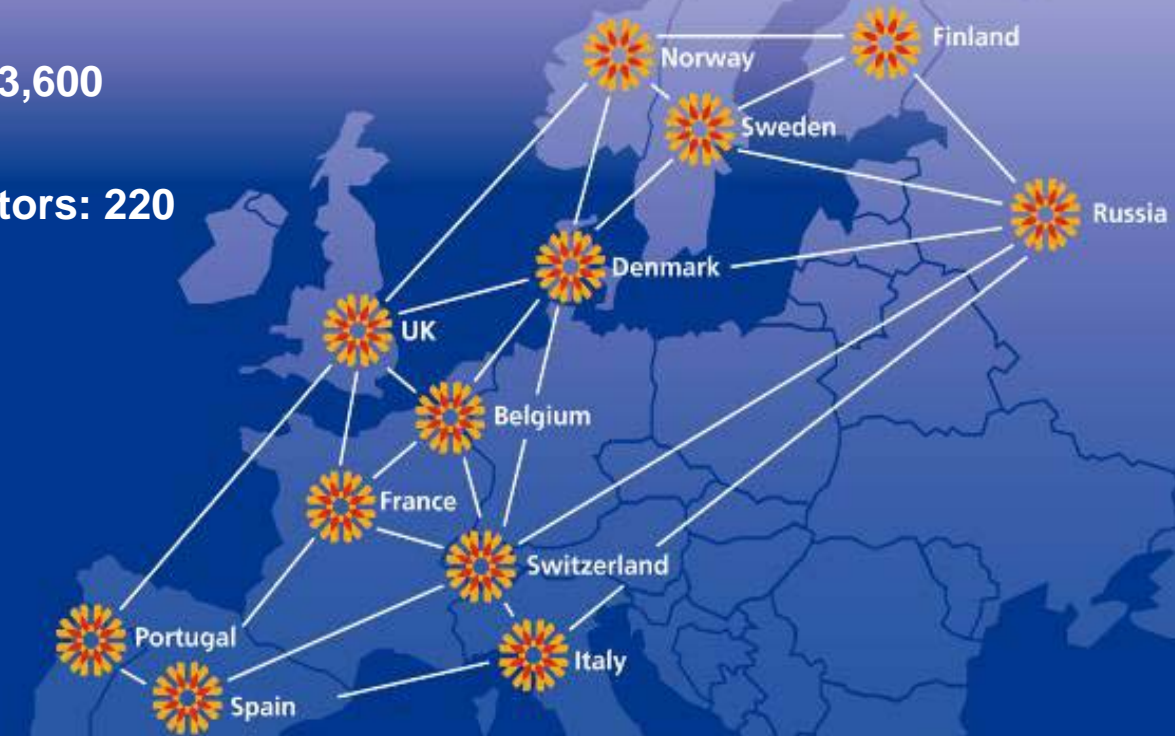 3,600
tors: 220
Norway
Finland
Sweden
Russia
Denmark
UK
Belgium
France
Switzerland
Portugal
Italy
Spain